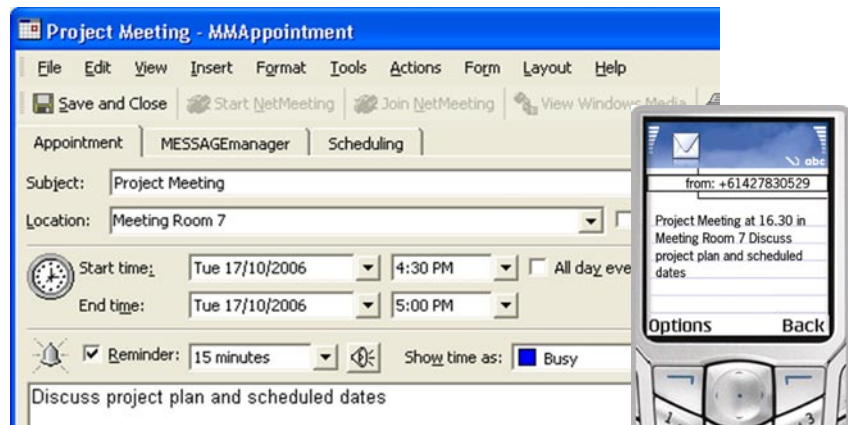 Project Meeting - MMAppointment
File Edit View Insert Format Tools Actions Form Layout Help
Save and Close Start NetMeeting Join NetMeeting View Windows Media
Appointment MESSAGEmanager Scheduling
Subject: Project Meeting
Location: Meeting Room 7
Start time: Tue 17/10/2006 4:30 PM All day eve
End time: Tue 17/10/2006 5:00 PM
Reminder: 15 minutes Show time as: Busy
Discuss project plan and scheduled dates
abc
from: +61427830529
Project Meeting at 16.30 in
Meeting Room 7 Discuss
project plan and scheduled
dates
Options Back
1 3